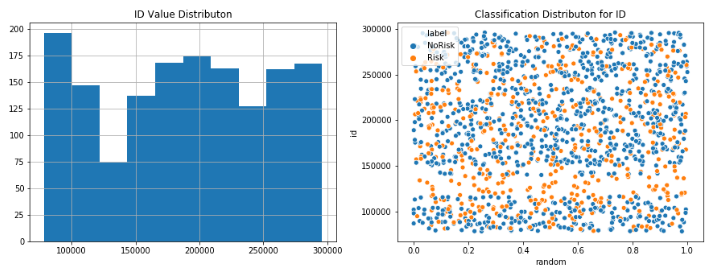 ID Value Distributon
200
175
150
125
100
75
50
25
0
100000 150000 200000 250000 300000
Classification Distributon for ID
label
NoRisk
Risk
300000
250000
200000
150000
100000
id
0.0 0.2 0.4 0.6 0.8 1.0
random